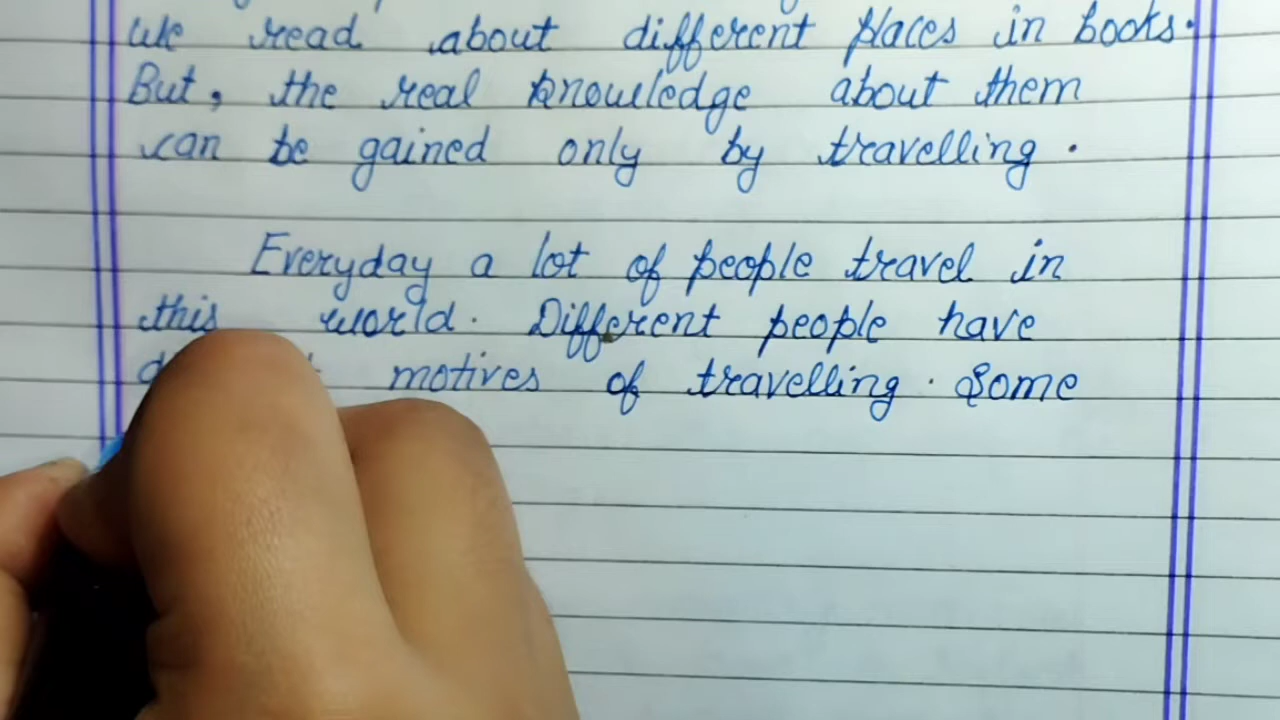 we read about different places in books.
But, the real knowledge about them
can be gained only by travelling.
Everyday a lot of people travel in
this world. Different people have
motives of travelling. Some